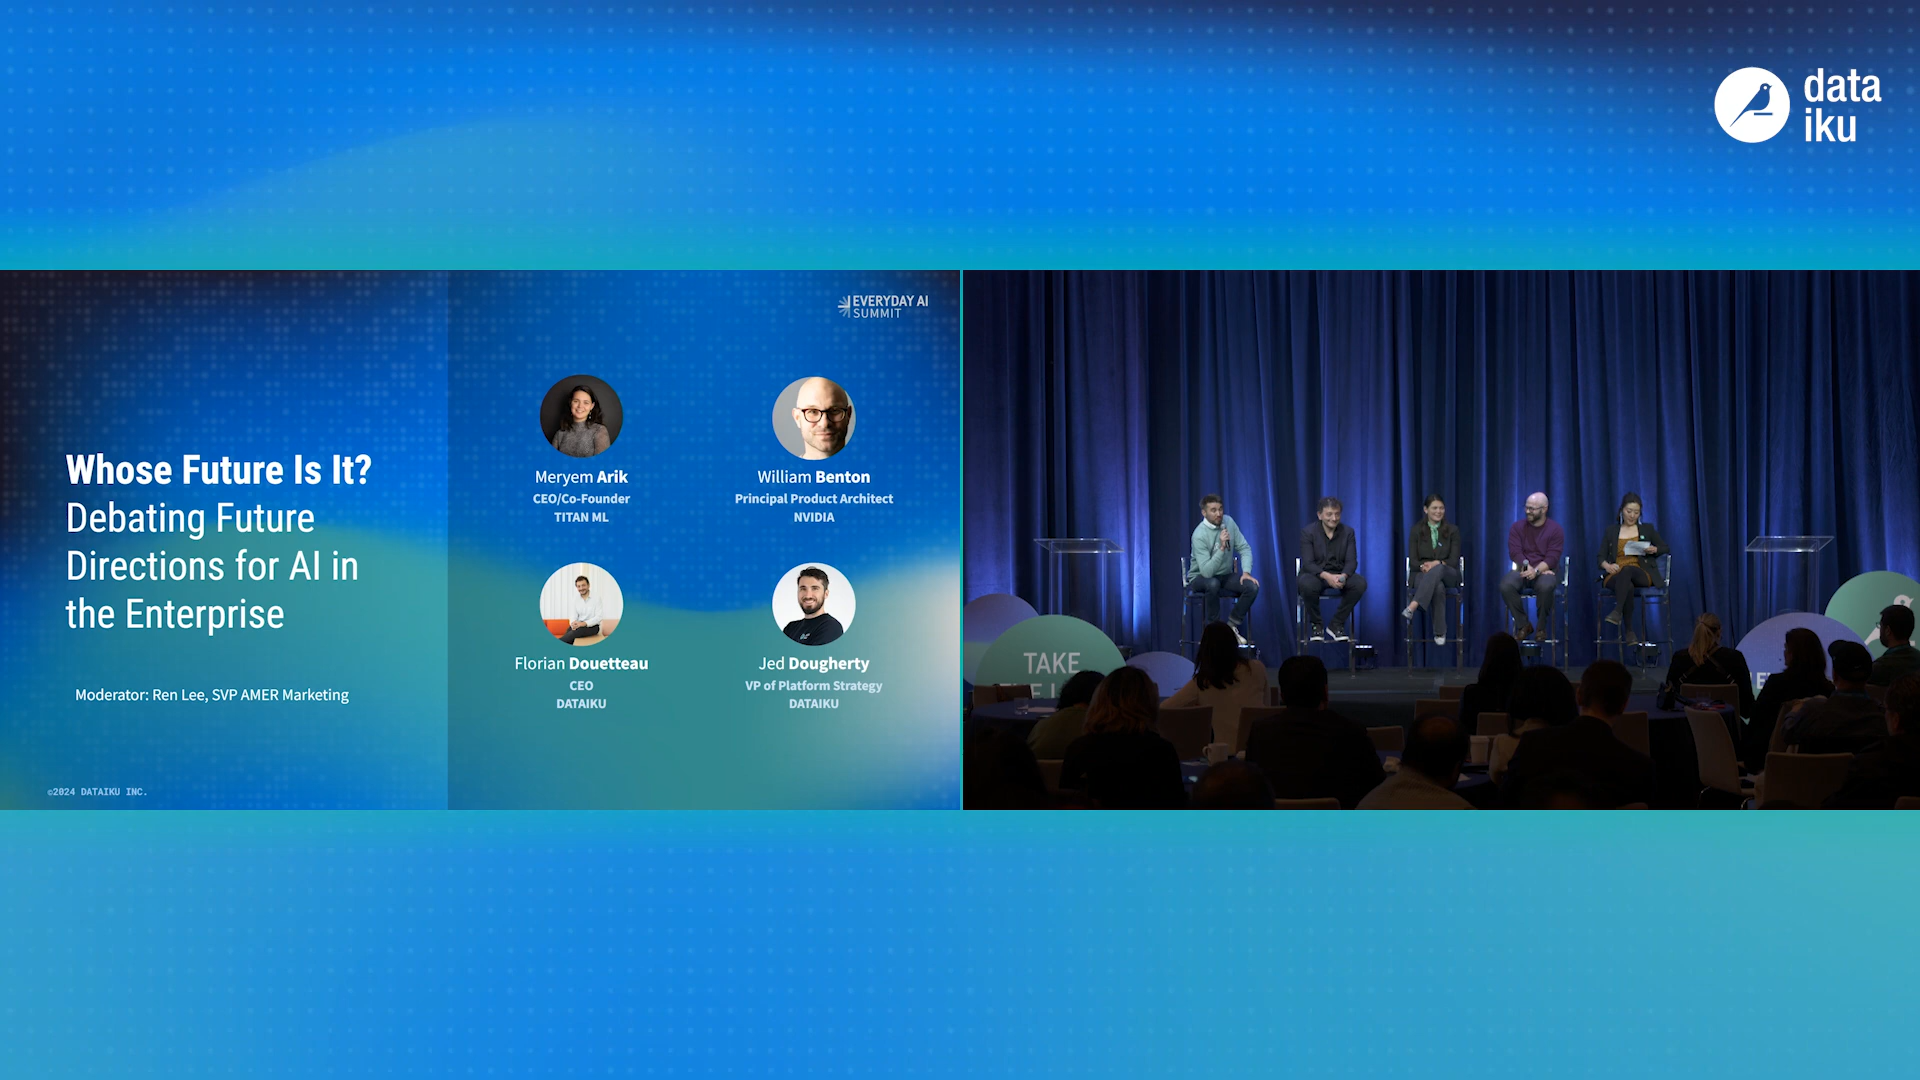 data
iku
EVERYDAY AI
SUMMIT
Whose Future Is It?
Debating Future
Directions for AI in
the Enterprise
Moderator: Ren Lee, SVP AMER Marketing
©2024 DATAIKU INC.
Meryem Arik
CEO/Co-Founder
TITAN ML
William Benton
Principal Product Architect
NVIDIA
Florian Douetteau
CEO
DATAIKU
Jed Dougherty
VP of Platform Strategy
DATAIKU
TAKE